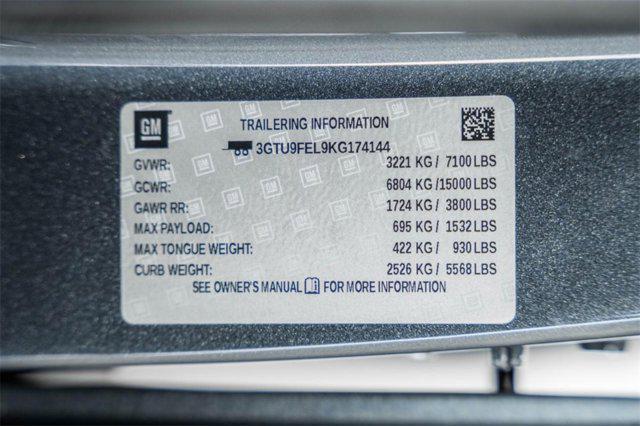 GM
TRAILERING INFORMATION
3GTU9FEL9KG174144
GVWR: 3221 KG / 7100 LBS
GCWR: 6804 KG / 15000 LBS
GAWR RR: 1724 KG / 3800 LBS
MAX PAYLOAD: 695 KG / 1532 LBS
MAX TONGUE WEIGHT: 422 KG / 930 LBS
CURB WEIGHT: 2526 KG / 5568 LBS
SEE OWNER'S MANUAL FOR MORE INFORMATION